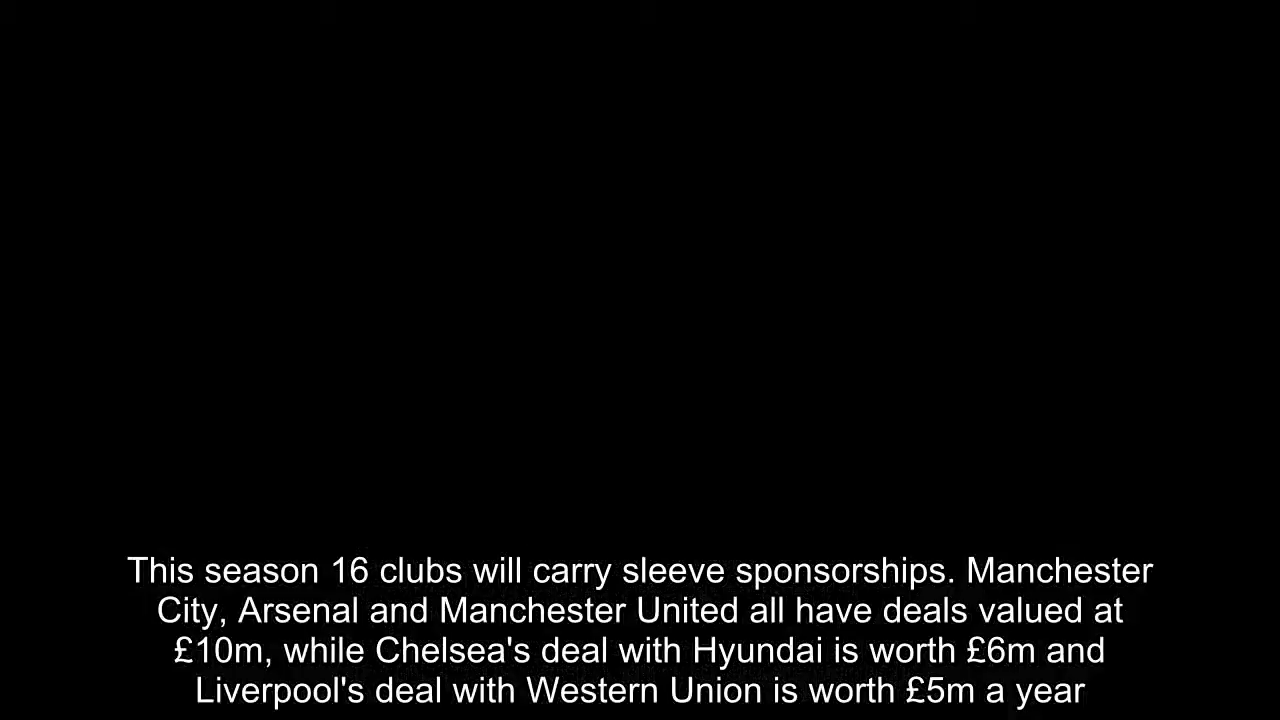 This season 16 clubs will carry sleeve sponsorships. Manchester
City, Arsenal and Manchester United all have deals valued at
£10m, while Chelsea's deal with Hyundai is worth £6m and
Liverpool's deal with Western Union is worth £5m a year